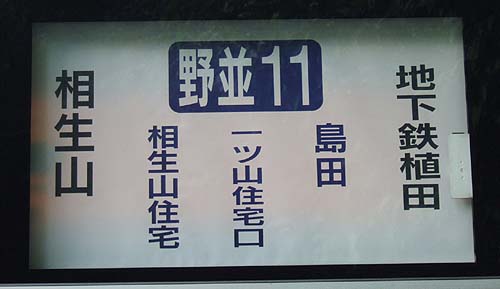 野並11
地下鉄植田
島田
一ツ山住宅口
相生山住宅
相生山